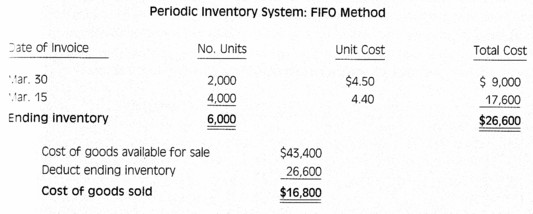 Periodic Inventory System: FIFO Method
Date of Invoice No. Units Unit Cost Total Cost
Mar. 30 2,000 $4.50 $ 9,000
Mar. 15 4,000 4.40 17,600
Ending inventory 6,000 $26,600
Cost of goods available for sale $43,400
Deduct ending inventory 26,600
Cost of goods sold $16,800